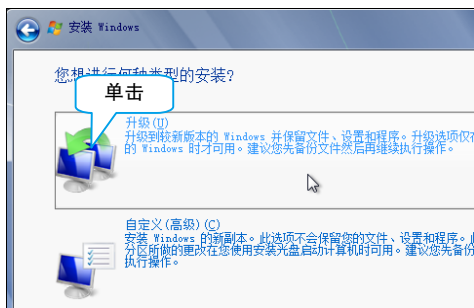 安装 Windows
您想进行何种类型的安装?
单击
升级(U)
升级到较新版本的 Windows 并保留文件、设置和程序。升级选项仅在
的 Windows 时才可用。建议您先备份文件然后再继续执行操作。
自定义(高级)(C)
安装 Windows 的新副本。此选项不会保留您的文件、设置和程序。
分区所做的更改在您使用安装光盘启动计算机时可用。建议您先备份
执行操作。